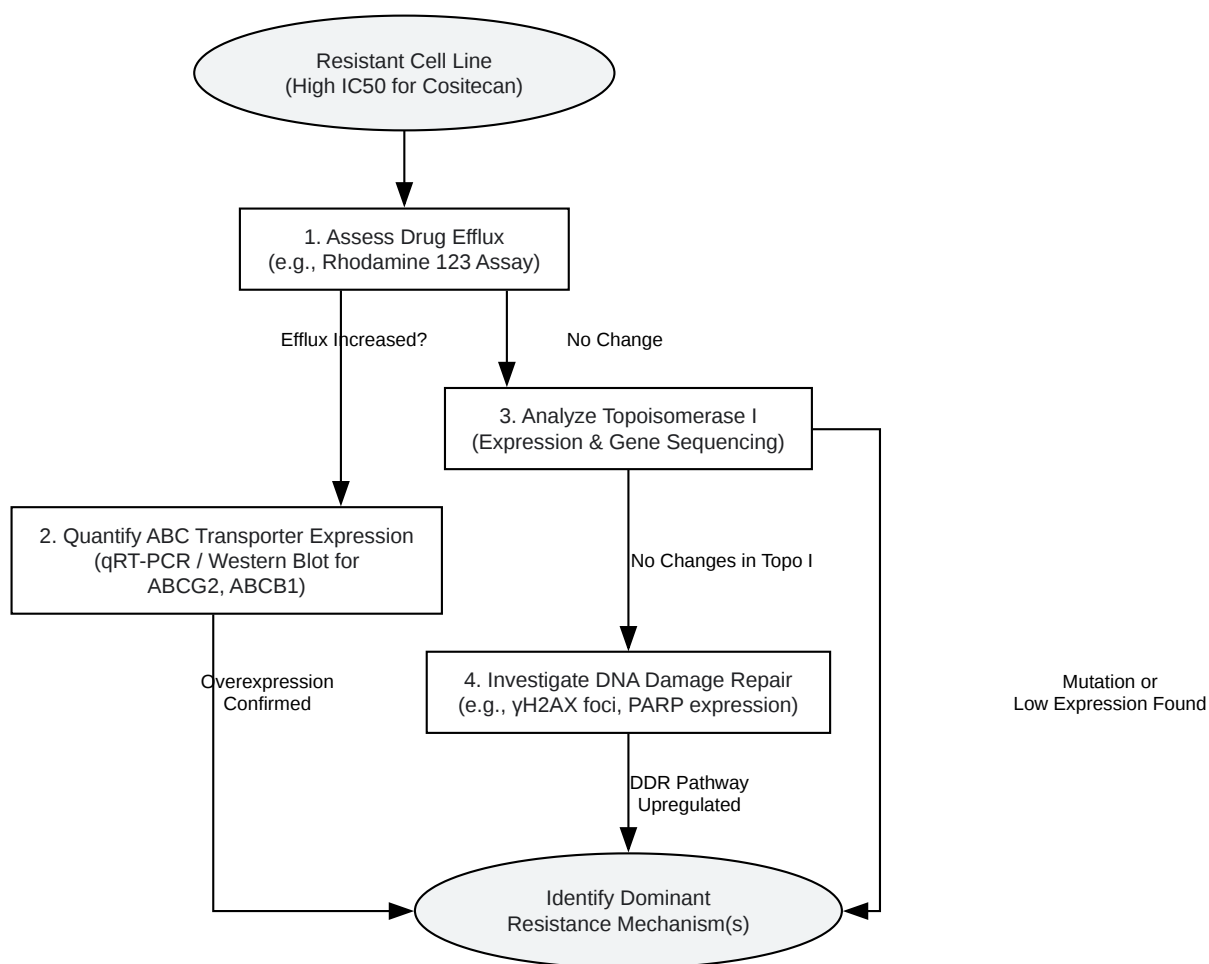 Resistant Cell Line
(High IC50 for Cositecan)
1. Assess Drug Efflux
(e.g., Rhodamine 123 Assay)
Efflux Increased?
No Change
3. Analyze Topoisomerase I
(Expression & Gene Sequencing)
2. Quantify ABC Transporter Expression
(qRT-PCR / Western Blot for
ABCG2, ABCB1)
No Changes in Topo I
4. Investigate DNA Damage Repair
(e.g., γH2AX foci, PARP expression)
Overexpression
Confirmed
Mutation or
Low Expression Found
DDR Pathway
Upregulated
Identify Dominant
Resistance Mechanism(s)